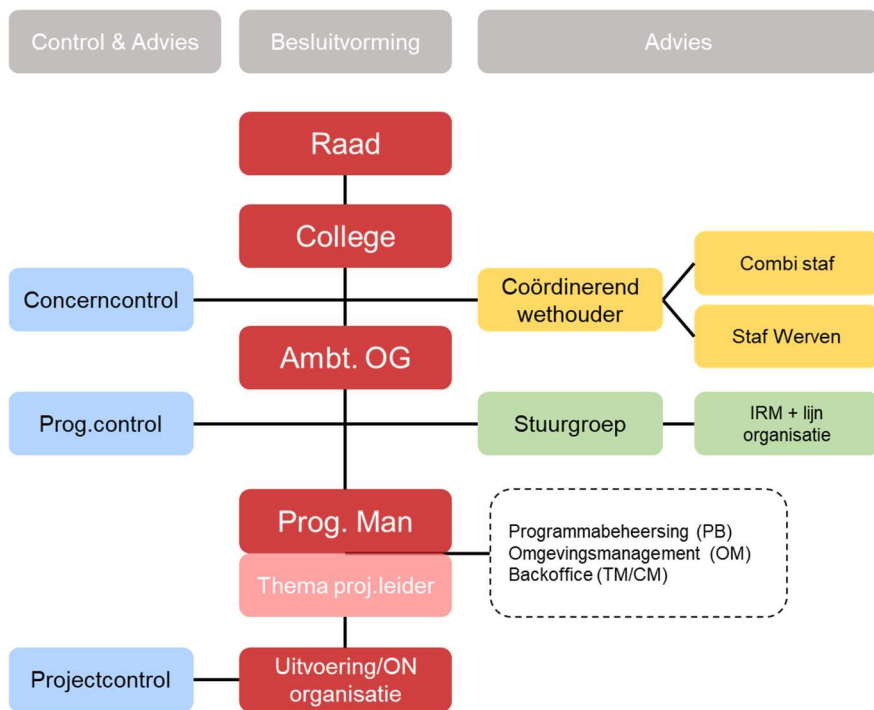 Control & Advies
Besluitvorming
Advies
Raad
College
Concerncontrol
Coördinerend
wethouder
Combi staf
Staf Werven
Ambt. OG
Prog.control
Stuurgroep
IRM + lijn
organisatie
Prog. Man
Thema proj.leider
Programmabeheersing (PB)
Omgevingsmanagement (OM)
Backoffice (TM/CM)
Projectcontrol
Uitvoering/ON
organisatie